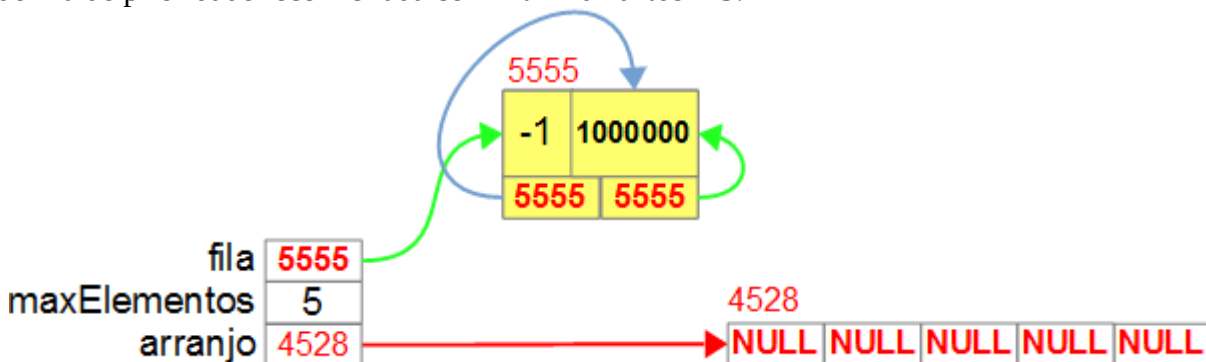 5555
-1 1000000
5555 5555
fila 5555
maxElementos 5
4528
arranjo 4528 NULL NULL NULL NULL NULL